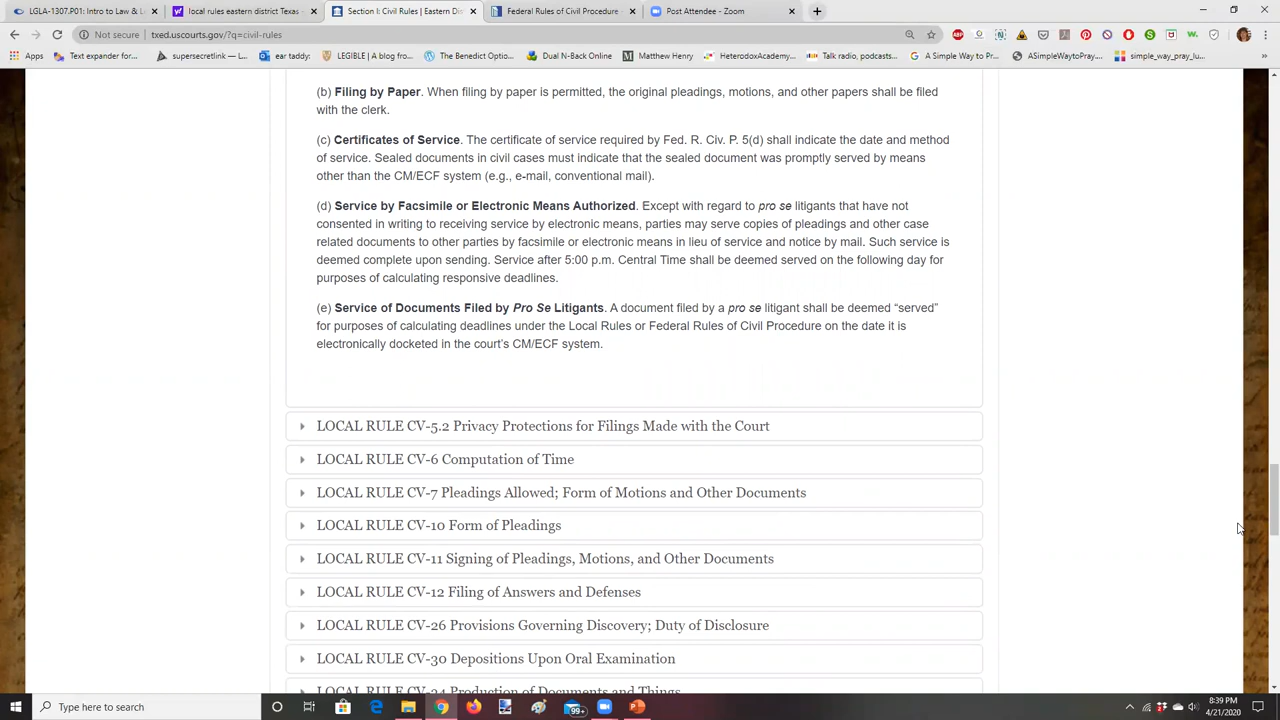 LGLA-1307.P01: Intro to Law & L
local rules eastern district Texas -
Section I: Civil Rules | Eastern Di
Federal Rules of Civil Procedure -
Post Attendee - Zoom
Not secure | txed.uscourts.gov/?q=civil-rules
Apps
Text expander for...
supersecretlink — g...
ear taddy:
LEGIBLE | A blog fro...
The Benedict Optio...
Dual N-Back Online
Matthew Henry
HeterodoxAcademy...
Talk radio, podcasts...
A Simple Way to Pr...
ASimpleWaytoPray...
simple_way_pray_lu...
(b) Filing by Paper. When filing by paper is permitted, the original pleadings, motions, and other papers shall be filed
with the clerk.
(c) Certificates of Service. The certificate of service required by Fed. R. Civ. P. 5(d) shall indicate the date and method
of service. Sealed documents in civil cases must indicate that the sealed document was promptly served by means
other than the CM/ECF system (e.g., e-mail, conventional mail).
(d) Service by Facsimile or Electronic Means Authorized. Except with regard to pro se litigants that have not
consented in writing to receiving service by electronic means, parties may serve copies of pleadings and other case
related documents to other parties by facsimile or electronic means in lieu of service and notice by mail. Such service is
deemed complete upon sending. Service after 5:00 p.m. Central Time shall be deemed served on the following day for
purposes of calculating responsive deadlines.
(e) Service of Documents Filed by Pro Se Litigants. A document filed by a pro se litigant shall be deemed “served”
for purposes of calculating deadlines under the Local Rules or Federal Rules of Civil Procedure on the date it is
electronically docketed in the court’s CM/ECF system.
LOCAL RULE CV-5.2 Privacy Protections for Filings Made with the Court
LOCAL RULE CV-6 Computation of Time
LOCAL RULE CV-7 Pleadings Allowed; Form of Motions and Other Documents
LOCAL RULE CV-10 Form of Pleadings
LOCAL RULE CV-11 Signing of Pleadings, Motions, and Other Documents
LOCAL RULE CV-12 Filing of Answers and Defenses
LOCAL RULE CV-26 Provisions Governing Discovery; Duty of Disclosure
LOCAL RULE CV-30 Depositions Upon Oral Examination
LOCAL RULE CV-34 Production of Documents and Things
Type here to search
99+
8:39 PM
4/21/2020